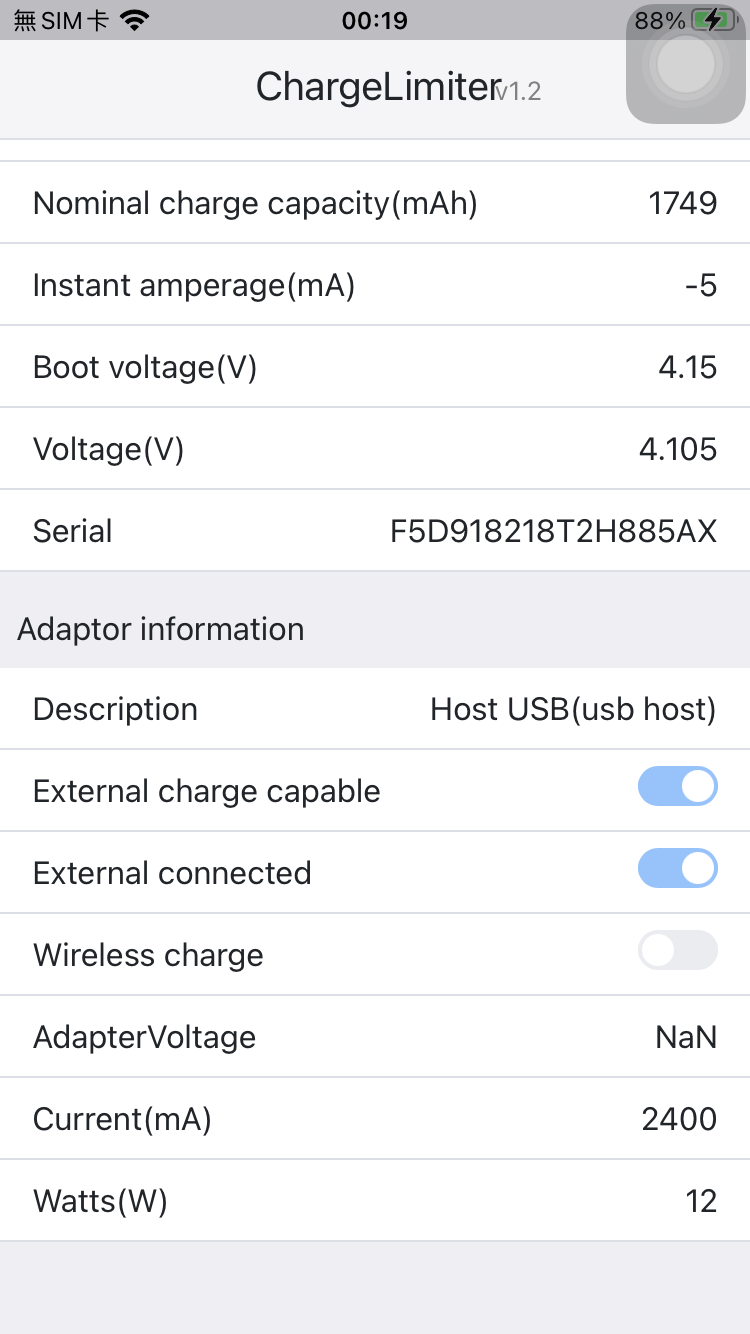 無SIM卡 00:19 88%
ChargeLimiter v1.2
Nominal charge capacity(mAh) 1749
Instant amperage(mA) -5
Boot voltage(V) 4.15
Voltage(V) 4.105
Serial F5D918218T2H885AX
Adaptor information
Description Host USB(usb host)
External charge capable
External connected
Wireless charge
AdapterVoltage NaN
Current(mA) 2400
Watts(W) 12